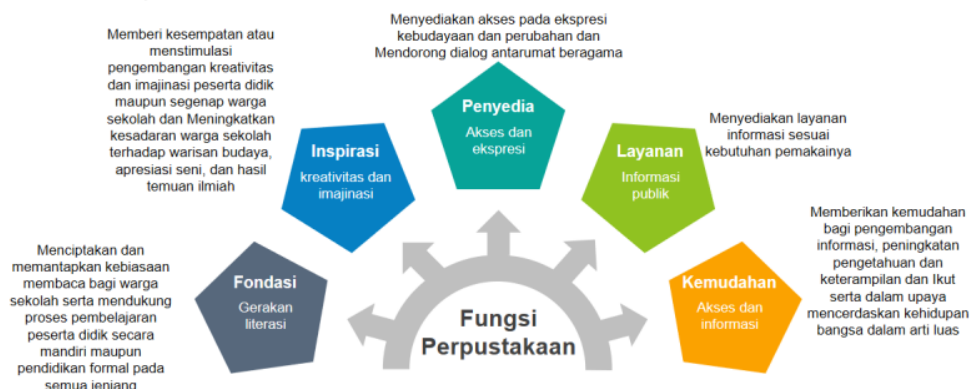 Menyediakan akses pada ekspresi
kebudayaan dan perubahan dan
Mendorong dialog antarumat beragama
Memberi kesempatan atau
menstimulasi
pengembangan kreativitas
dan imajinasi peserta didik
maupun segenap warga
sekolah dan Meningkatkan
kesadaran warga sekolah
terhadap warisan budaya,
apresiasi seni, dan hasil
temuan ilmiah
Penyedia
Akses dan
ekspresi
Inspirasi
kreativitas dan
imajinasi
Layanan
Informasi
publik
Menyediakan layanan
informasi sesuai
kebutuhan pemakainya
Menciptakan dan
memantapkan kebiasaan
membaca bagi warga
sekolah serta mendukung
proses pembelajaran
peserta didik secara
mandiri maupun
pendidikan formal pada
semua jenjang
Fondasi
Gerakan
literasi
Kemudahan
Akses dan
informasi
Memberikan kemudahan
bagi pengembangan
informasi, peningkatan
pengetahuan dan
keterampilan dan Ikut
serta dalam upaya
mencerdaskan kehidupan
bangsa dalam arti luas
Fungsi
Perpustakaan